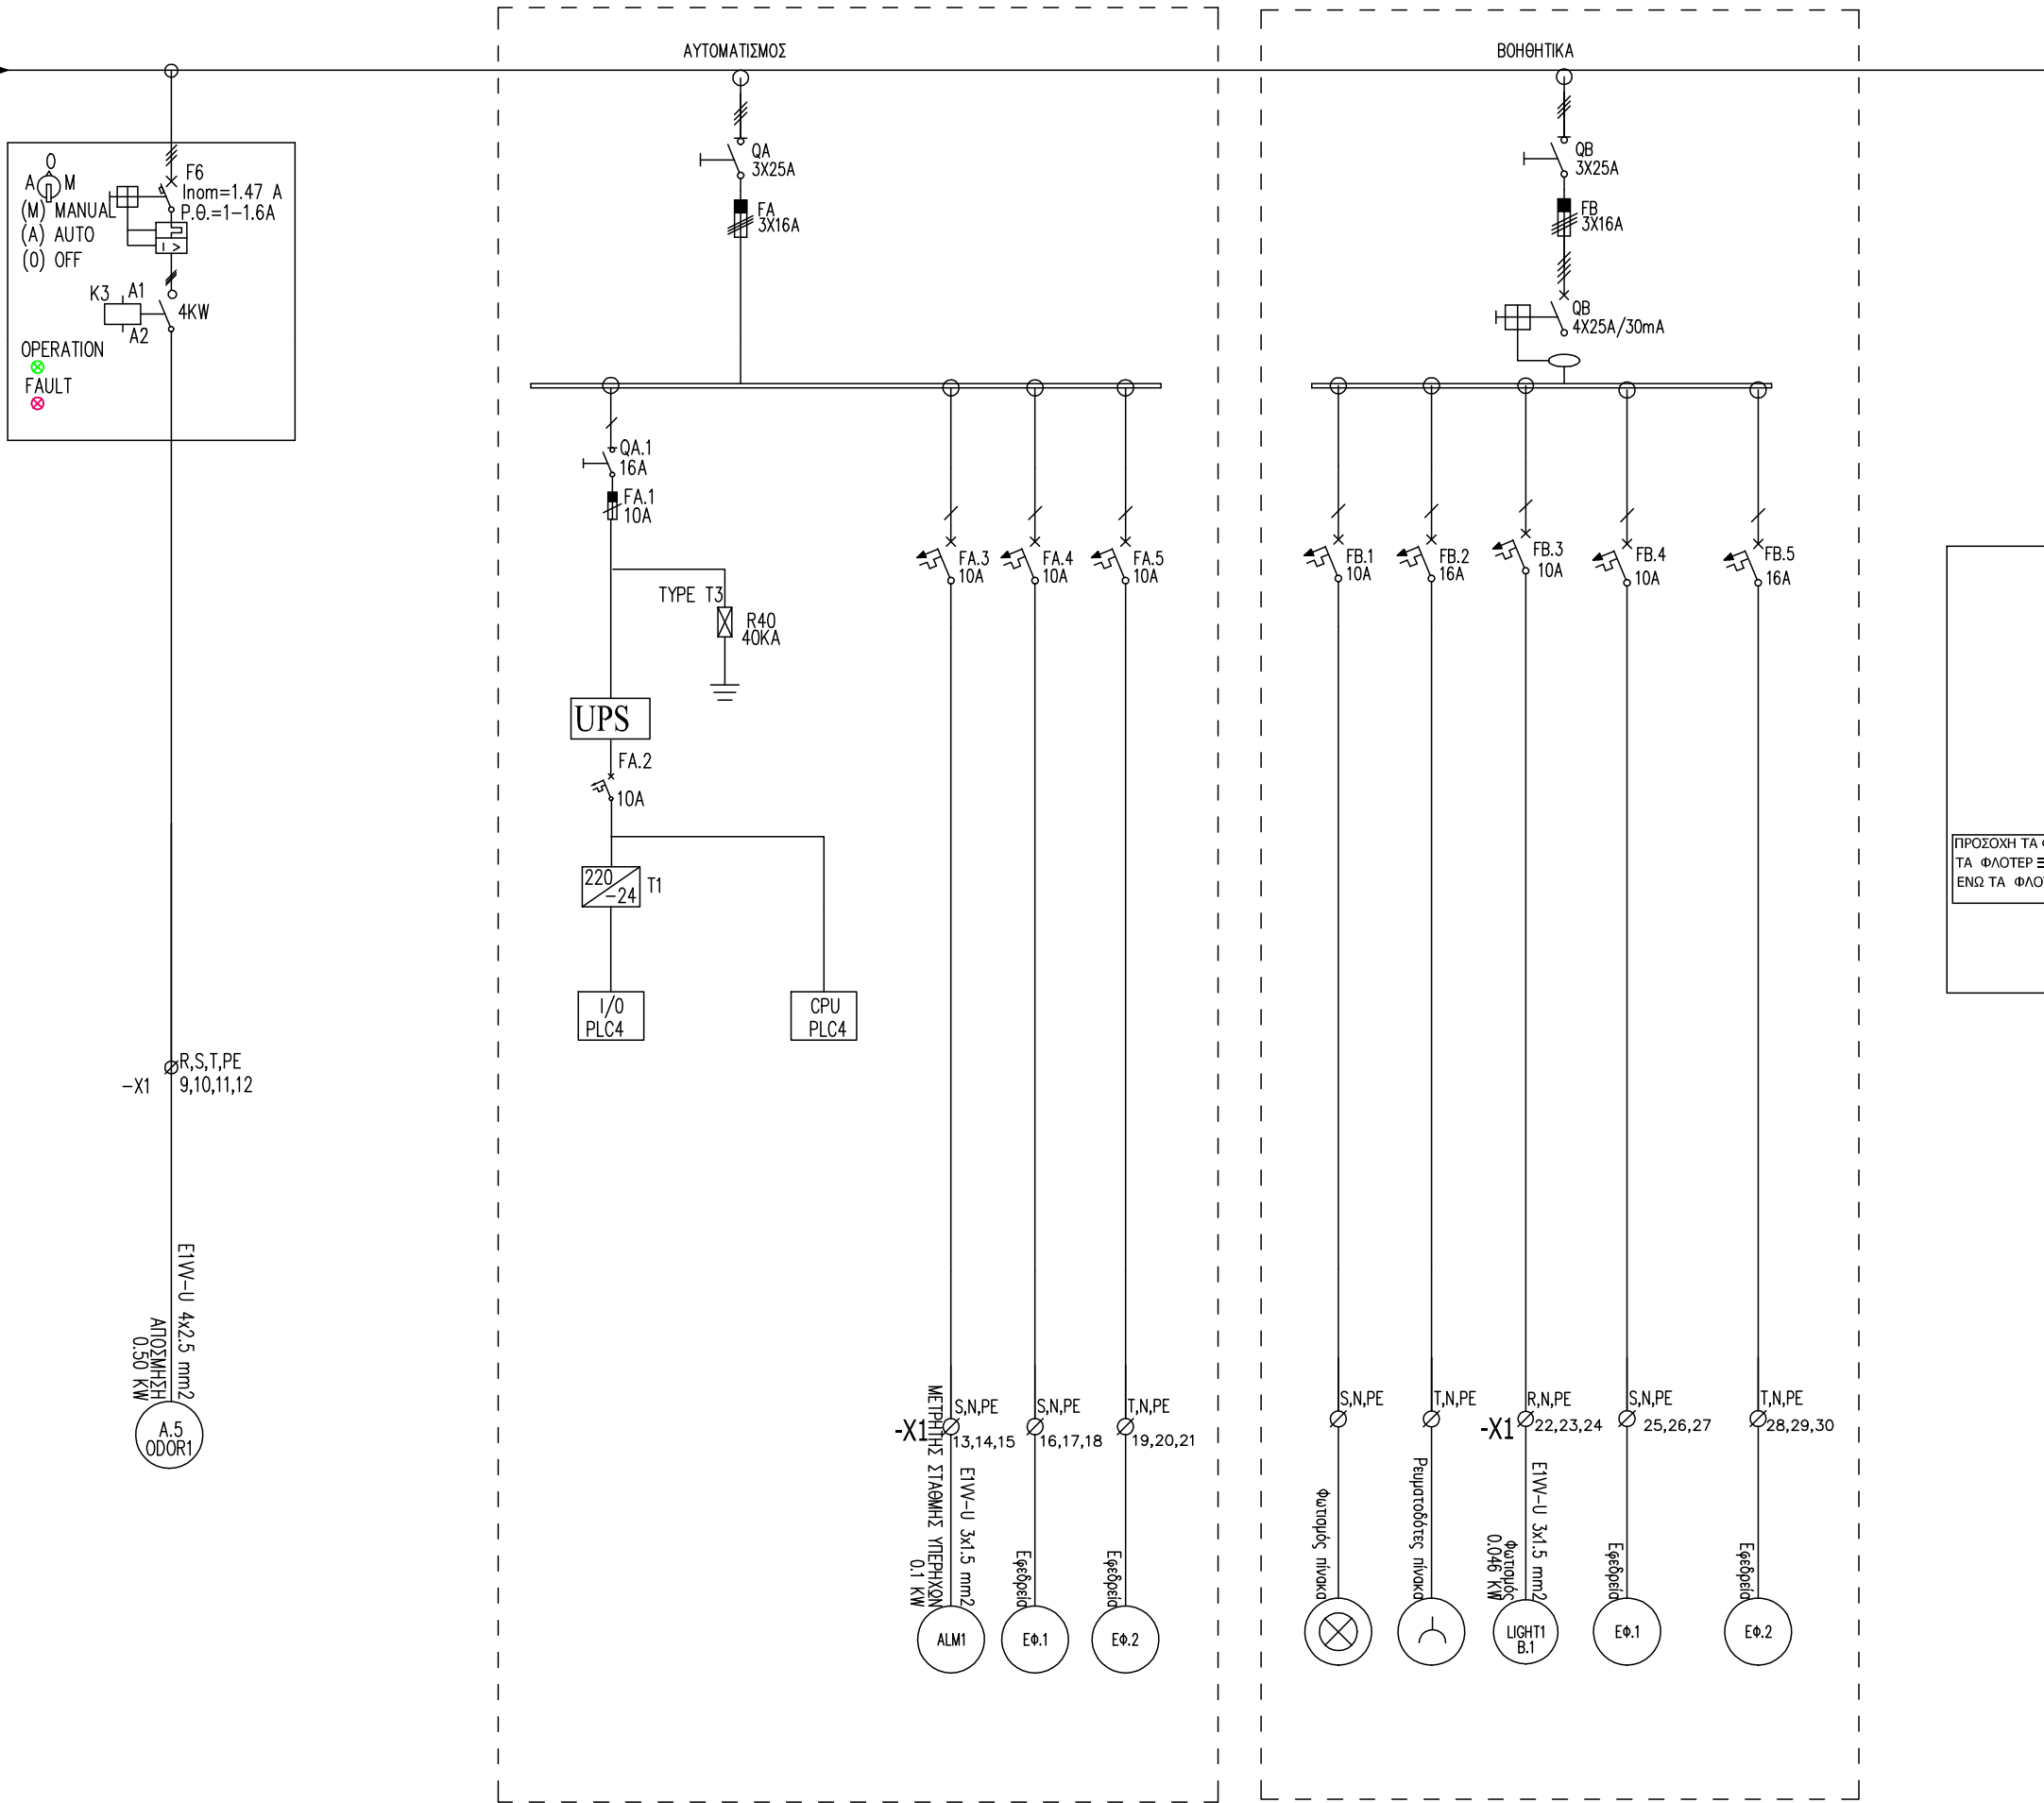 ΑΥΤΟΜΑΤΙΣΜΟΣ
ΒΟΗΘΗΤΙΚΑ
0
A M
(M) MANUAL
(A) AUTO
(0) OFF
F6
Inom=1.47 A
P.Θ.=1-1.6A
I >
K3
A1
A2
4KW
OPERATION
FAULT
-X1
R,S,T,PE
9,10,11,12
E1VV-U 4x2.5 mm2
ΑΠΟΣΜΗΣΗ
0.50 KW
A.5
ODOR1
QA
3X25A
FA
3X16A
QA.1
16A
FA.1
10A
TYPE T3
R40
40KA
UPS
FA.2
10A
220
-24
T1
I/0
PLC4
CPU
PLC4
FA.3
10A
FA.4
10A
FA.5
10A
-X1
S,N,PE
13,14,15
S,N,PE
16,17,18
T,N,PE
19,20,21
E1VV-U 3x1.5 mm2
ΜΕΤΡΗΤΗΣ ΣΤΑΘΜΗΣ ΥΠΕΡΗΧΩΝ
0.1 KW
Εφεδρεία
Εφεδρεία
ALM1
ΕΦ.1
ΕΦ.2
QB
3X25A
FB
3X16A
QB
4X25A/30mA
FB.1
10A
FB.2
16A
FB.3
10A
FB.4
10A
FB.5
16A
S,N,PE
T,N,PE
-X1
R,N,PE
22,23,24
S,N,PE
25,26,27
T,N,PE
28,29,30
Φωτισμός πίνακα
Ρευματοδότες πίνακα
E1VV-U 3x1.5 mm2
Φωτισμός
0.046 KW
Εφεδρεία
Εφεδρεία
LIGHT1
B.1
ΕΦ.1
ΕΦ.2
ΠΡΟΣΟΧΗ ΤΑ
ΤΑ ΦΛΟΤΕΡ
ΕΝΩ ΤΑ